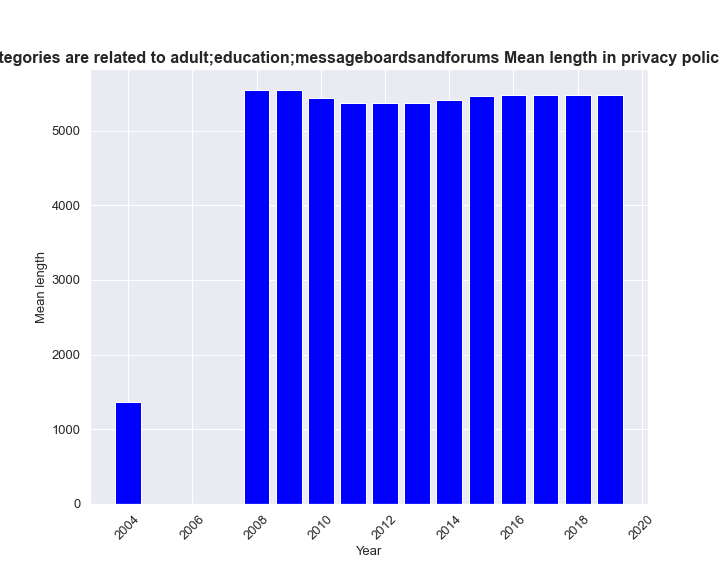 tegories are related to adult;education;messageboardsandforums Mean length in privacy polic
5000
4000
3000
2000
1000
0
Mean length
2004 2006 2008 2010 2012 2014 2016 2018 2020
Year